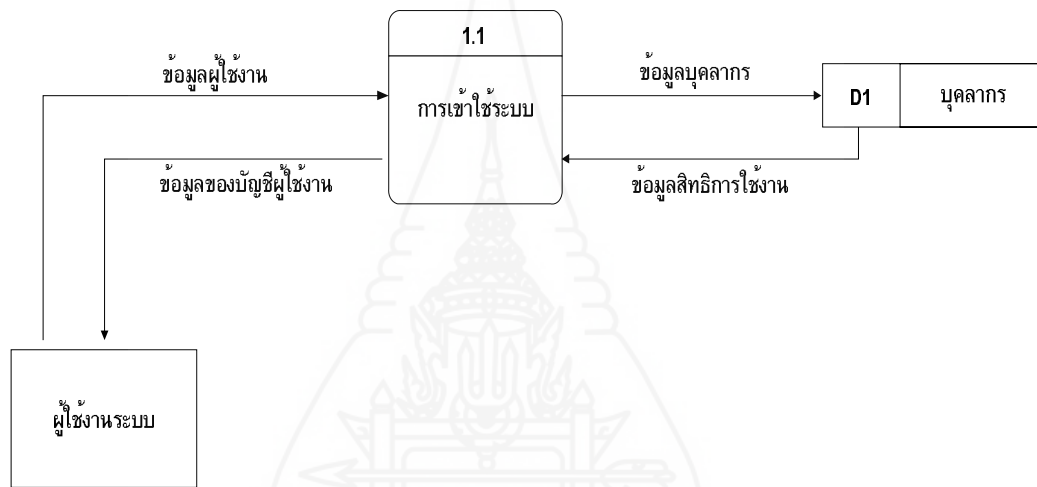 1.1
ข้อมูลผู้ใช้งาน
ข้อมูลบุคลากร
การเข้าใช้ระบบ
D1
บุคลากร
ข้อมูลของบัญชีผู้ใช้งาน
ข้อมูลสิทธิการใช้งาน
ผู้ใช้งานระบบ